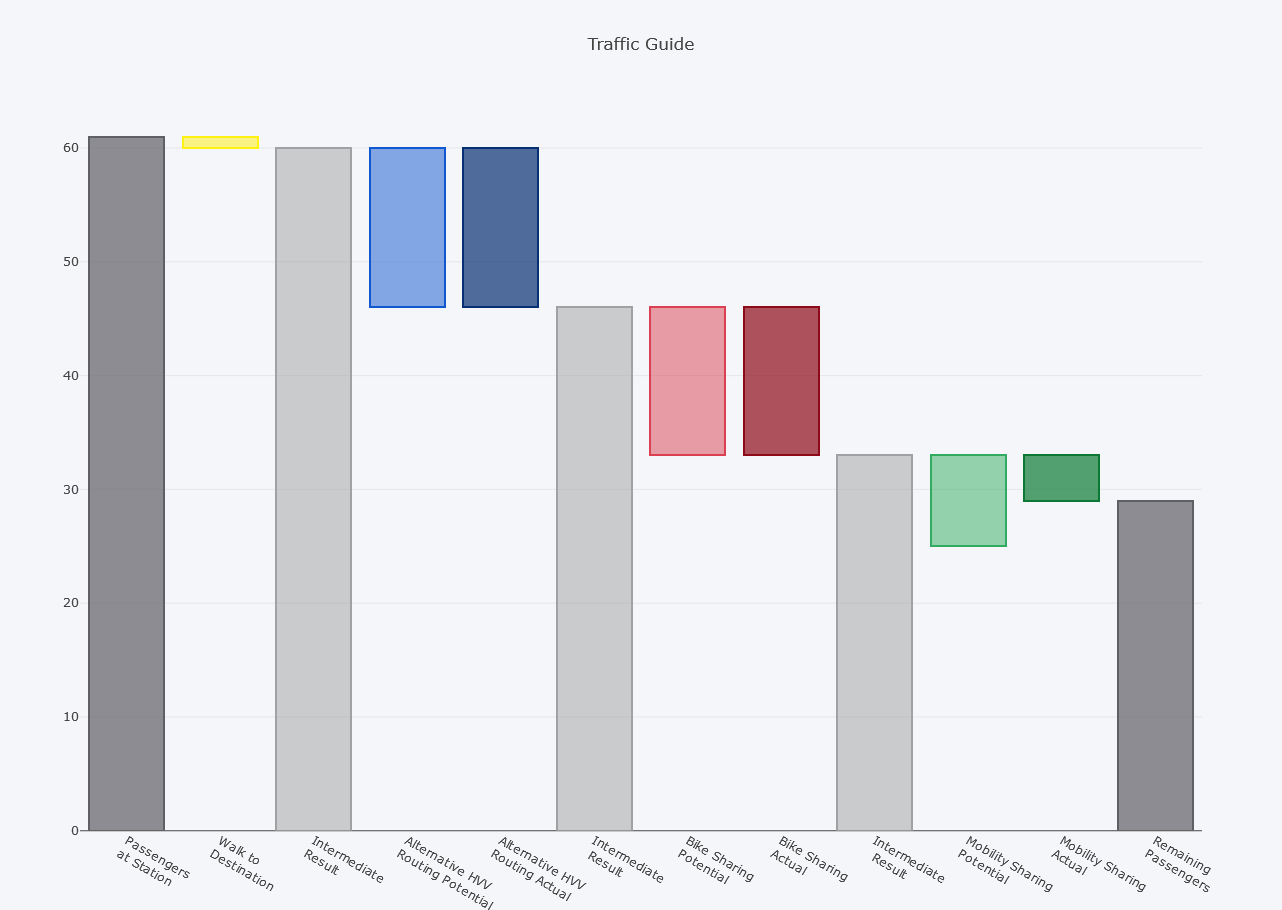 Traffic Guide
60
50
40
30
20
10
0
Passengers
at Station
Walk to
Destination
Intermediate
Result
Alternative HVV
Routing Potential
Alternative HVV
Routing Actual
Intermediate
Result
Bike Sharing
Potential
Bike Sharing
Actual
Intermediate
Result
Mobility Sharing
Potential
Mobility Sharing
Actual
Remaining
Passengers